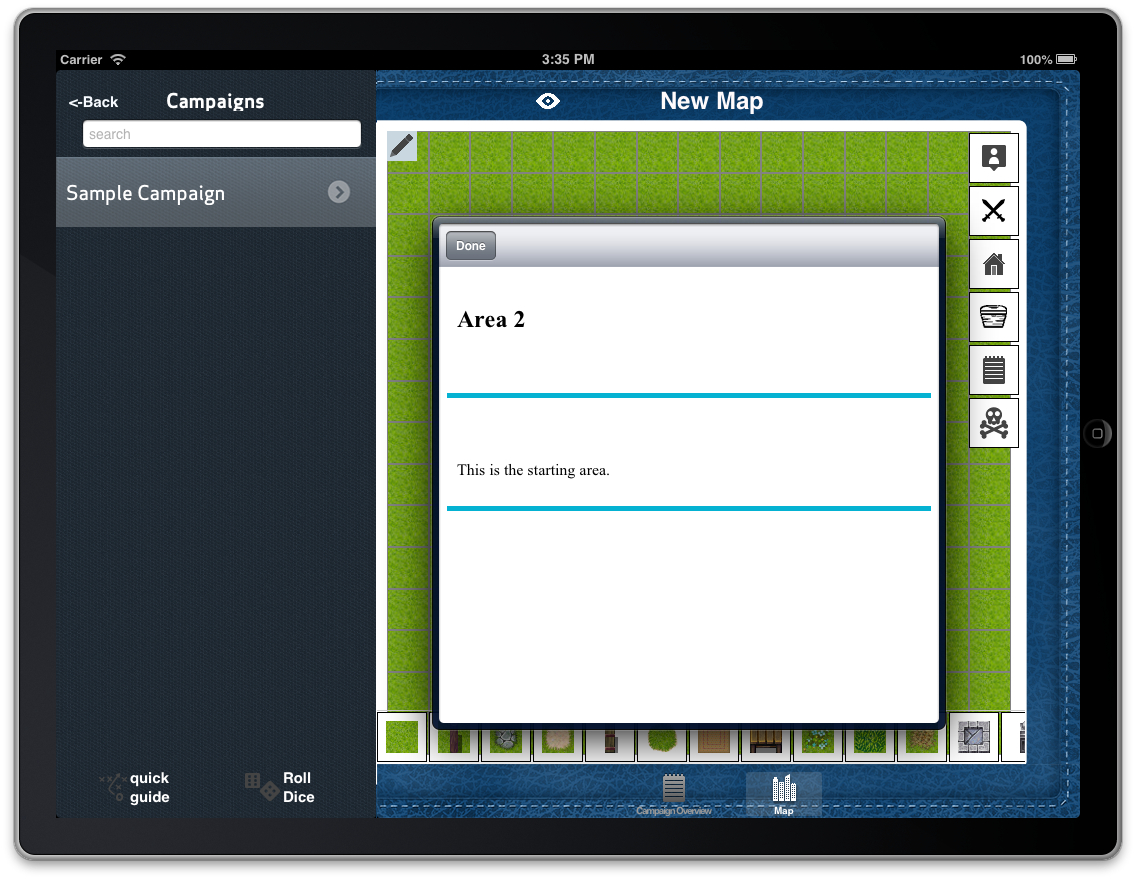 Carrier 3:35 PM 100%
<-Back Campaigns New Map
search
Sample Campaign
Done
Area 2
This is the starting area.
quick
guide
Roll
Dice
Campaign Overview Map